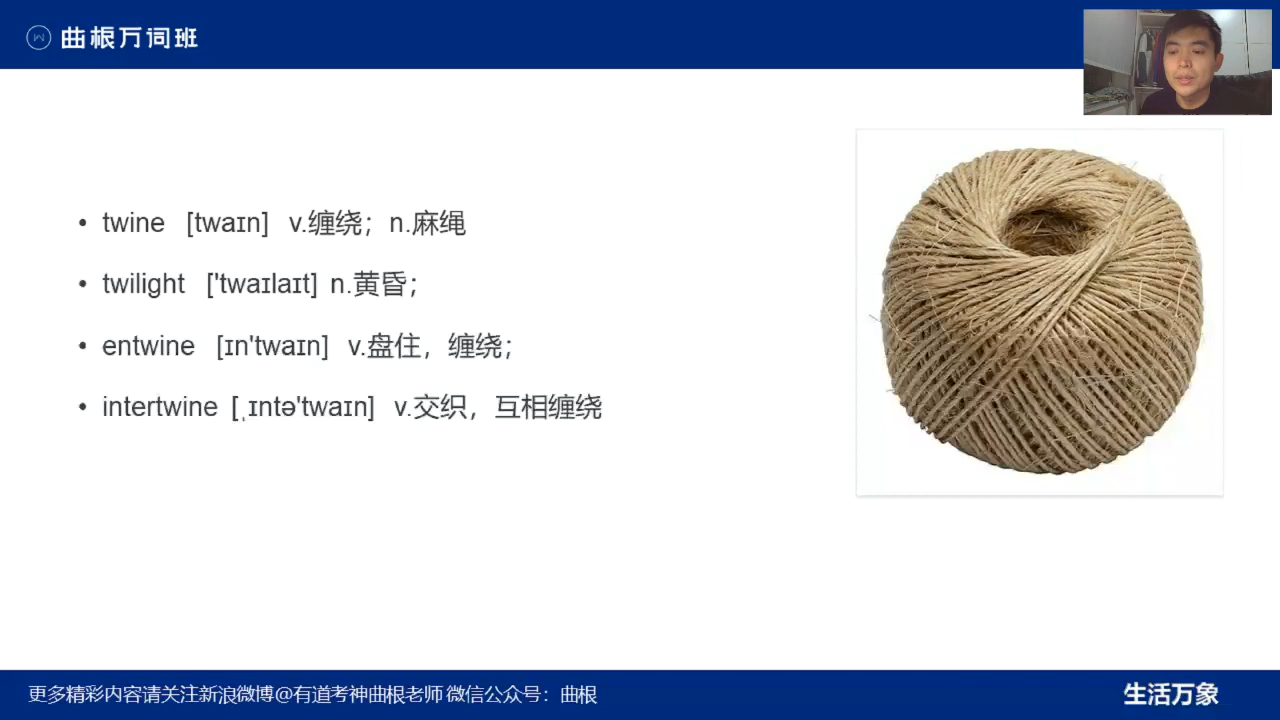 曲根万词班
• twine [twaɪn] v.缠绕；n.麻绳
• twilight ['twaɪlaɪt] n.黄昏；
• entwine [ɪn'twaɪn] v.盘住，缠绕；
• intertwine [ˌɪntə'twaɪn] v.交织，互相缠绕
更多精彩内容请关注新浪微博@有道考神曲根老师 微信公众号：曲根
生活万象